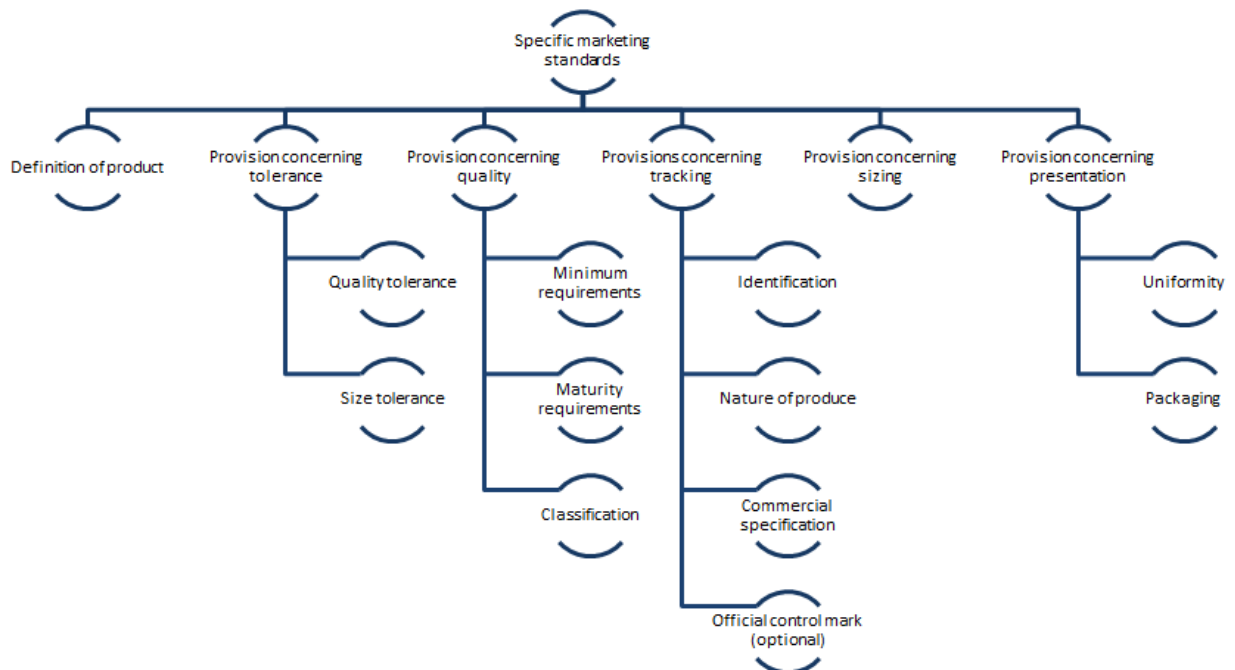 Specific marketing
standards
Definition of product
Provision concerning
tolerance
Provision concerning
quality
Provisions concerning
tracking
Provision concerning
sizing
Provision concerning
presentation
Quality tolerance
Size tolerance
Minimum
requirements
Maturity
requirements
Classification
Identification
Nature of produce
Commercial
specification
Official control mark
(optional)
Uniformity
Packaging